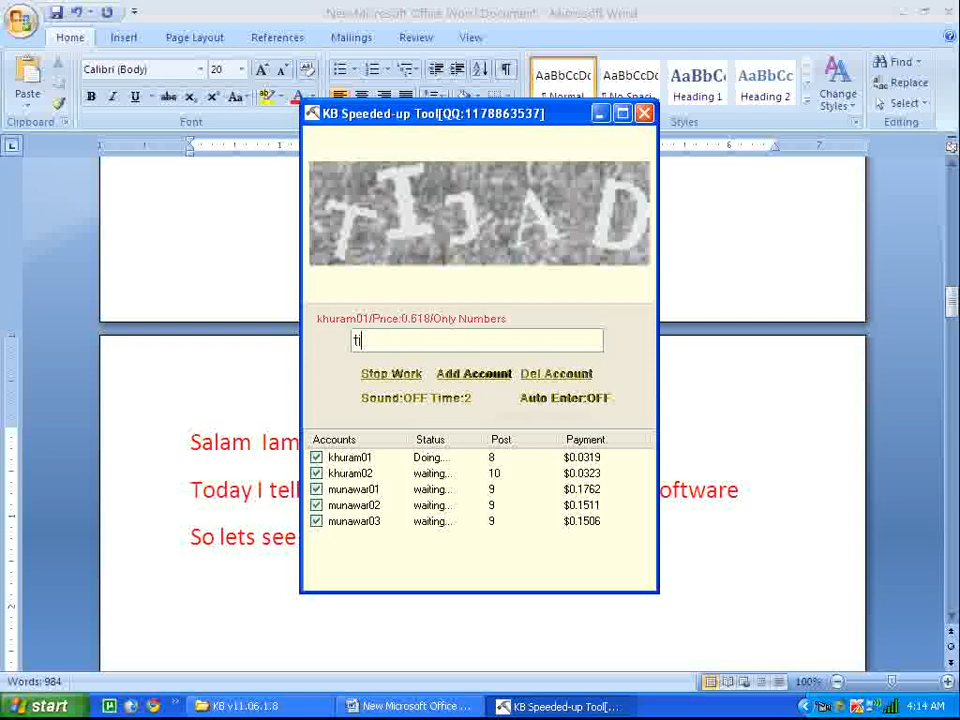 New Microsoft Office Word Document - Microsoft Word
Home Insert Page Layout References Mailings Review View
Calibri (Body) 20
AaBbCcDc AaBbCcDc AaBbC AaBbCc
Paste
¶ Normal ¶ No Spaci... Heading 1 Heading 2
Change Styles
Find
Replace
Select
Clipboard Font Styles Editing
KB Speeded-up Tool[QQ:1178863537]
T I J A D
khuram01/Price:0.618/Only Numbers
ti
Stop Work Add Account Del Account
Sound:OFF Time:2 Auto Enter:OFF
Accounts Status Post Payment
khuram01 Doing... 8 $0.0319
khuram02 waiting... 10 $0.0323
munawar01 waiting... 9 $0.1762
munawar02 waiting... 9 $0.1511
munawar03 waiting... 9 $0.1506
Salam Iam
Today I tell oftware
So lets see
Words: 984 100%
start KB v11.06.1.8 New Microsoft Office ... KB Speeded-up Tool[... 4:14 AM